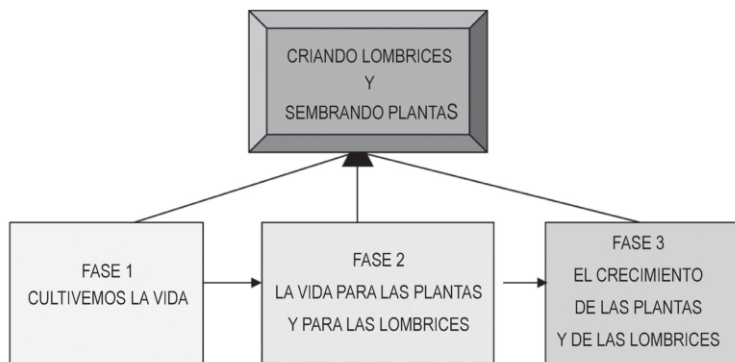 CRIANDO LOMBRICES
Y
SEMBRANDO PLANTAS
FASE 1
CULTIVEMOS LA VIDA
FASE 2
LA VIDA PARA LAS PLANTAS
Y PARA LAS LOMBRICES
FASE 3
EL CRECIMIENTO
DE LAS PLANTAS
Y DE LAS LOMBRICES